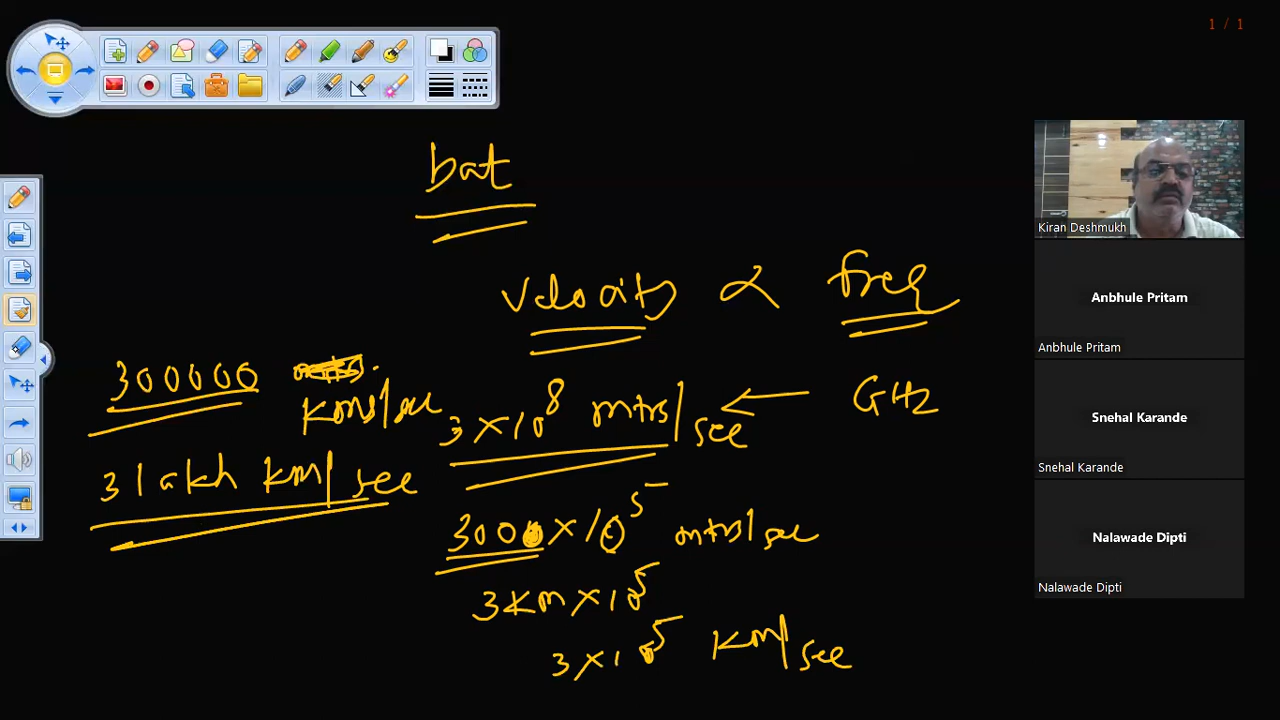 1 / 1
bat
velocity ∝ freq
300000 kms/sec
3×10⁸ mtrs/sec ← GHz
3 lakh km/sec
3000×10⁵ mtrs/sec
3km×10⁵
3×10⁵ km/sec
Kiran Deshmukh
Anbhule Pritam
Anbhule Pritam
Snehal Karande
Snehal Karande
Nalawade Dipti
Nalawade Dipti